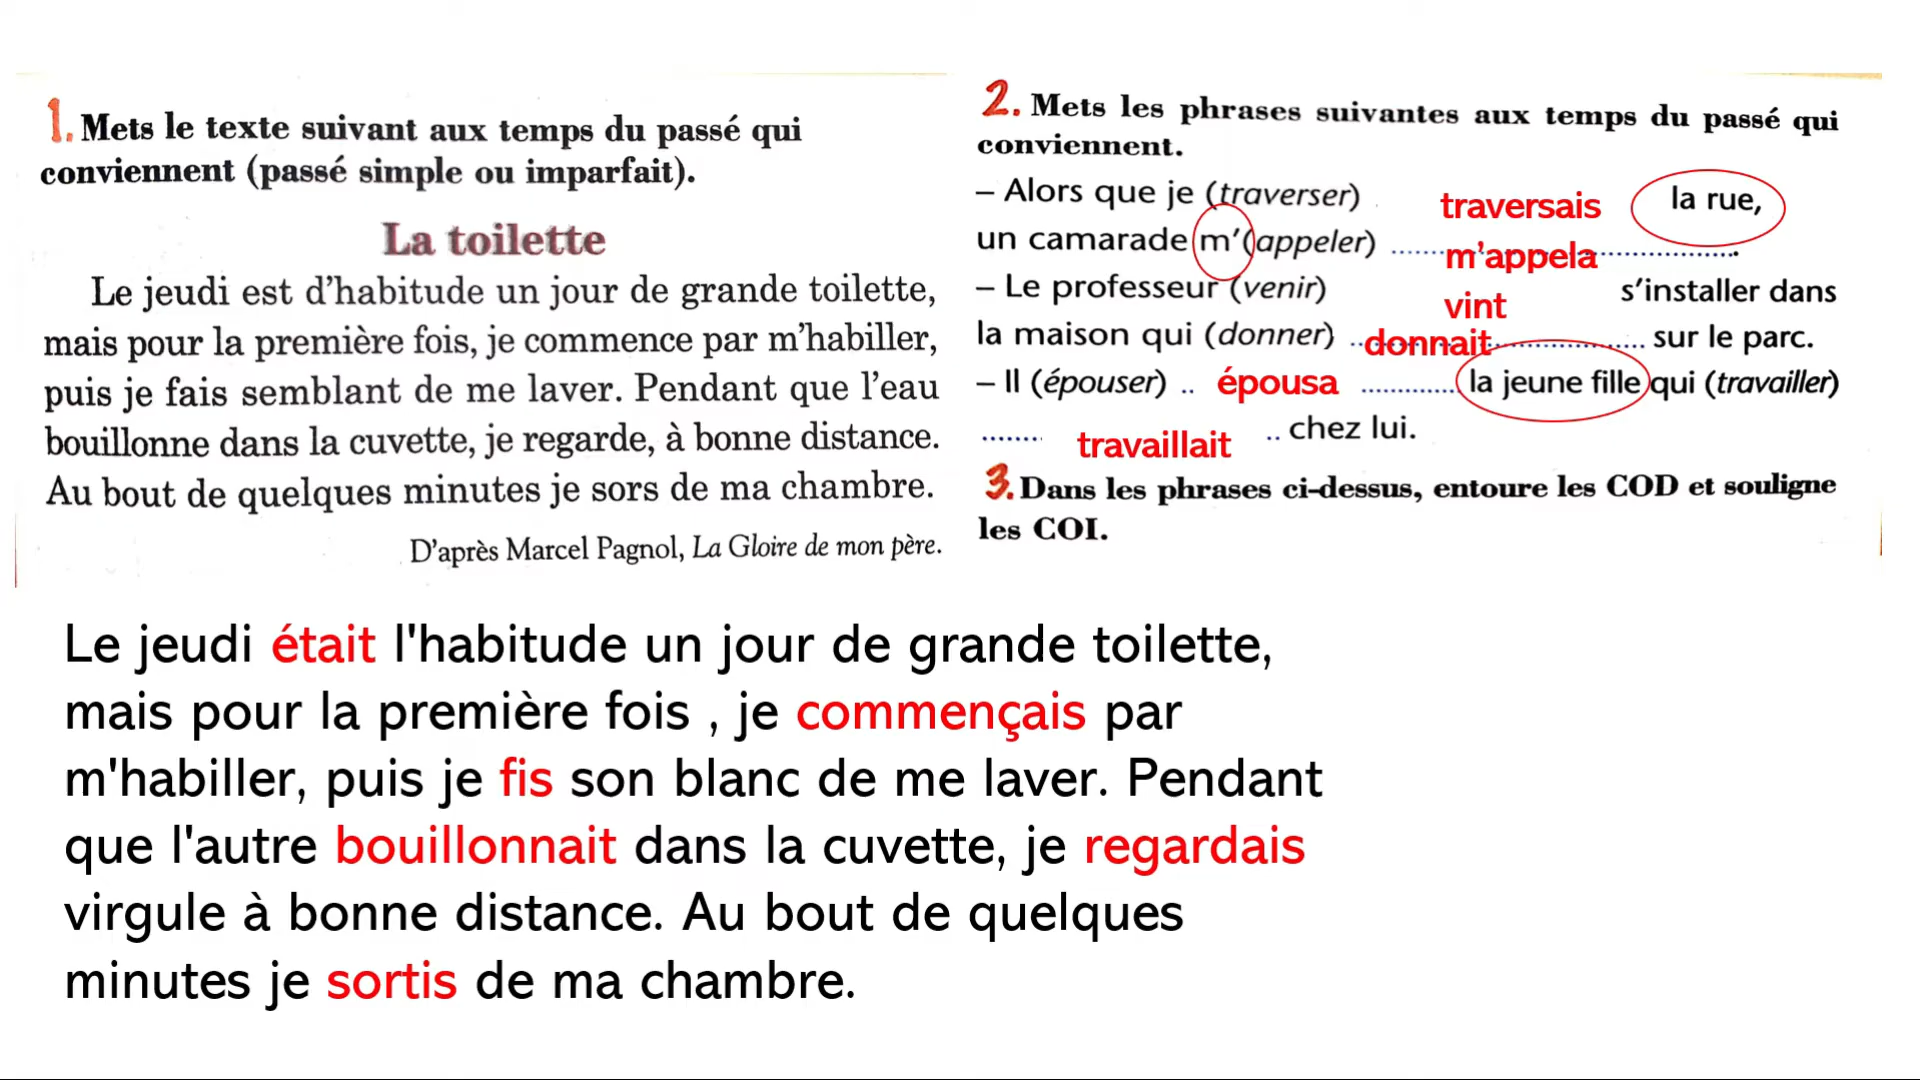 1. Mets le texte suivant aux temps du passé qui
conviennent (passé simple ou imparfait).
La toilette
Le jeudi est d’habitude un jour de grande toilette,
mais pour la première fois, je commence par m’habiller,
puis je fais semblant de me laver. Pendant que l’eau
bouillonne dans la cuvette, je regarde, à bonne distance.
Au bout de quelques minutes je sors de ma chambre.
D’après Marcel Pagnol, La Gloire de mon père.
2. Mets les phrases suivantes aux temps du passé qui
conviennent.
– Alors que je (traverser) traversais la rue,
un camarade m’(appeler) ...... m’appela ...............
– Le professeur (venir) vint s’installer dans
la maison qui (donner) .. donnait ............... sur le parc.
– Il (épouser) .. épousa ............ la jeune fille qui (travailler)
....... travaillait .. chez lui.
3. Dans les phrases ci-dessus, entoure les COD et souligne
les COI.
Le jeudi était l'habitude un jour de grande toilette,
mais pour la première fois , je commençais par
m'habiller, puis je fis son blanc de me laver. Pendant
que l'autre bouillonnait dans la cuvette, je regardais
virgule à bonne distance. Au bout de quelques
minutes je sortis de ma chambre.